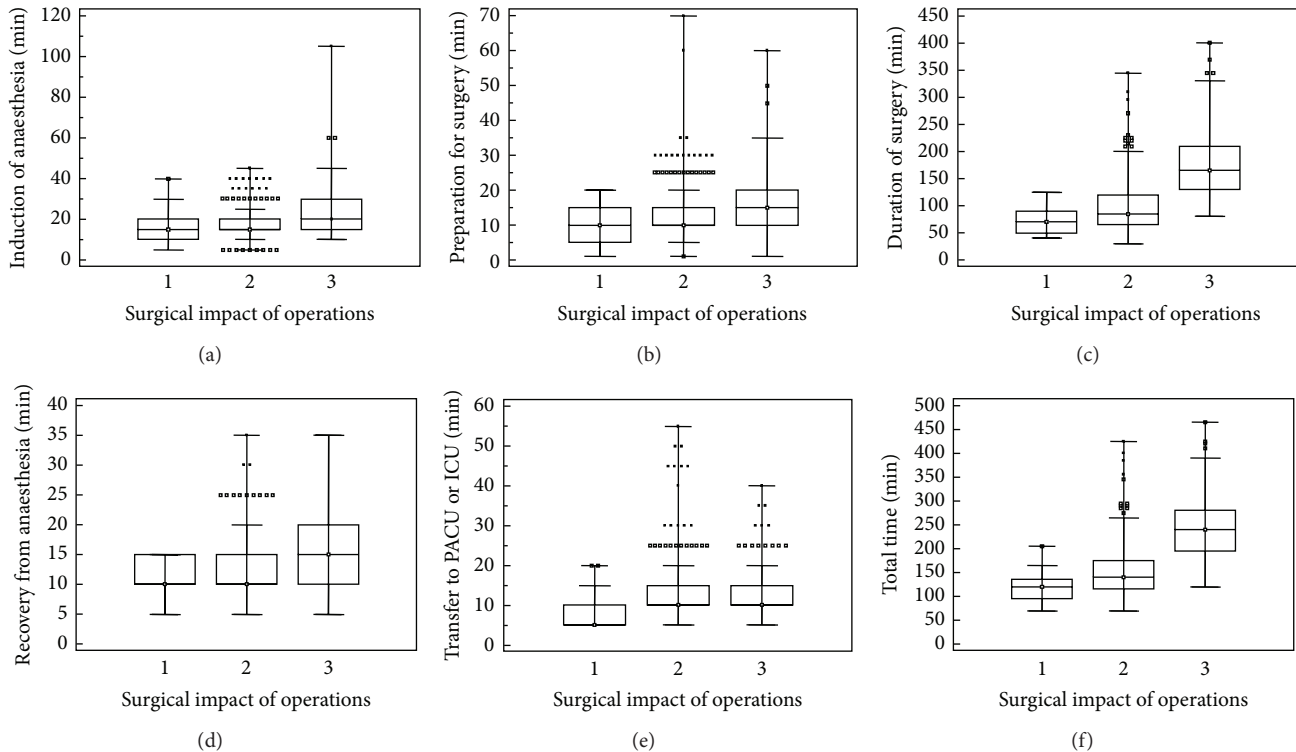 Induction of anaesthesia (min)
120
100
80
60
40
20
0
1 2 3
Surgical impact of operations
(a)
Preparation for surgery (min)
70
60
50
40
30
20
10
0
1 2 3
Surgical impact of operations
(b)
Duration of surgery (min)
450
400
350
300
250
200
150
100
50
0
1 2 3
Surgical impact of operations
(c)
Recovery from anaesthesia (min)
40
35
30
25
20
15
10
5
0
1 2 3
Surgical impact of operations
(d)
Transfer to PACU or ICU (min)
60
50
40
30
20
10
0
1 2 3
Surgical impact of operations
(e)
Total time (min)
500
450
400
350
300
250
200
150
100
50
0
1 2 3
Surgical impact of operations
(f)